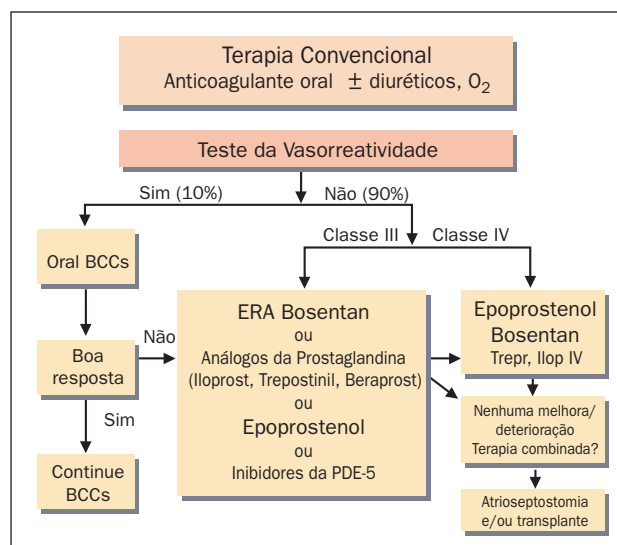 Terapia Convencional
Anticoagulante oral ± diuréticos, O₂
Teste da Vasorreatividade
Sim (10%)
Não (90%)
Classe III
Classe IV
Oral BCCs
ERA Bosentan
ou
Análogos da Prostaglandina
(Iloprost, Trepostinil, Beraprost)
ou
Epoprostenol
ou
Inibidores da PDE-5
Epoprostenol
Bosentan
Trepr, Ilop IV
Não
Boa
resposta
Sim
Nenhuma melhora/
deterioração
Terapia combinada?
Continue
BCCs
Atrioseptostomia
e/ou transplante